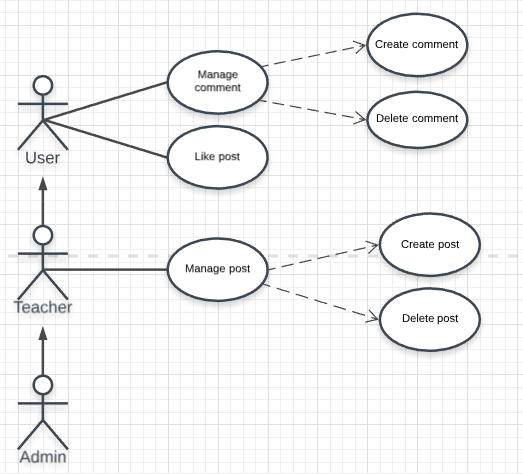 Create comment
Manage
comment
Delete comment
User
Like post
Create post
Manage post
Teacher
Delete post
Admin